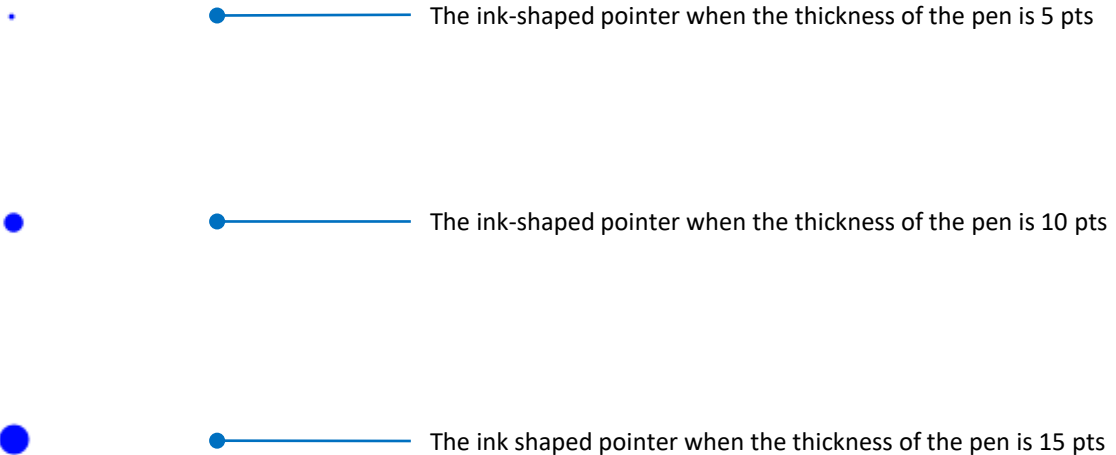 The ink-shaped pointer when the thickness of the pen is 5 pts
The ink-shaped pointer when the thickness of the pen is 10 pts
The ink shaped pointer when the thickness of the pen is 15 pts